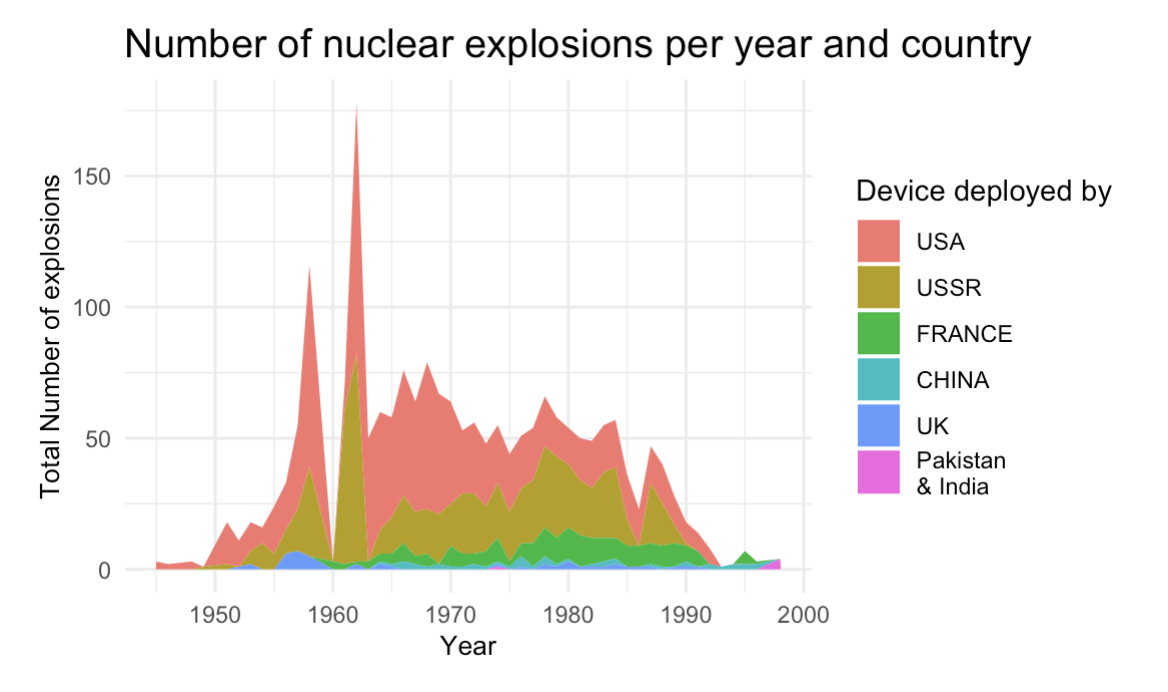 Number of nuclear explosions per year and country
Total Number of explosions
150
100
50
0
1950 1960 1970 1980 1990 2000
Year
Device deployed by
USA
USSR
FRANCE
CHINA
UK
Pakistan
& India